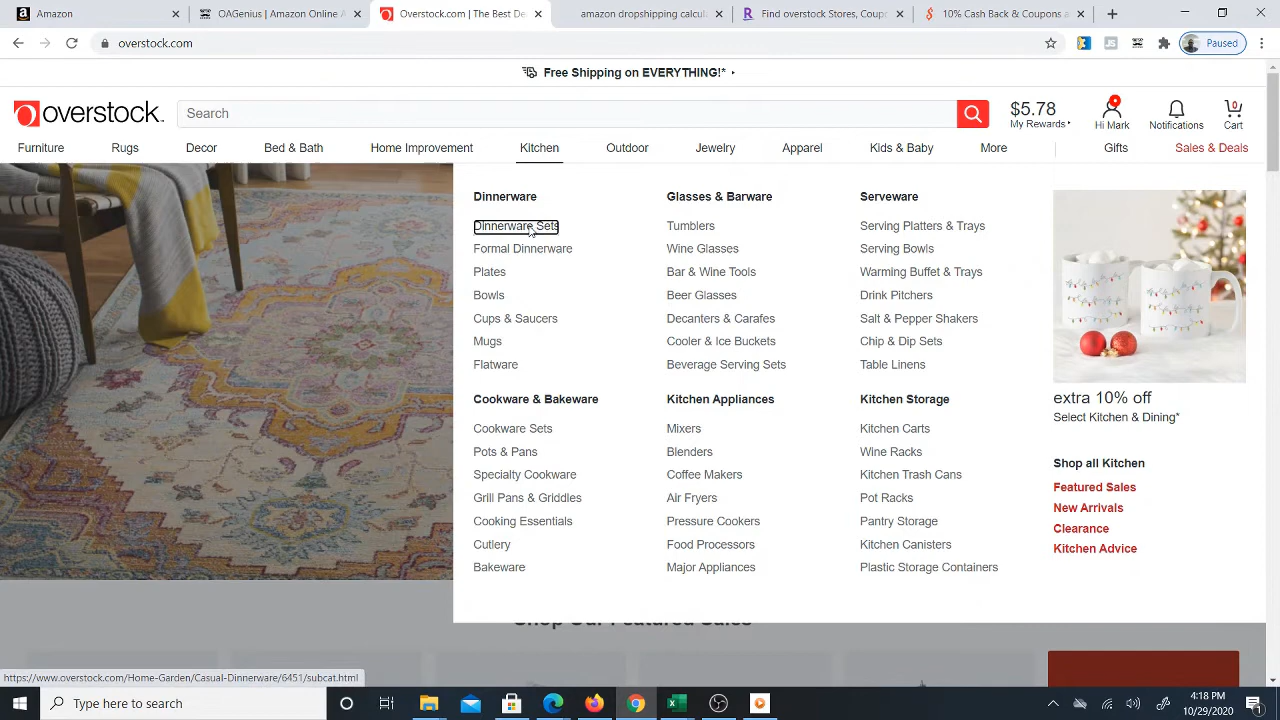 Amazon
OAGenius | Amazon Online A
Overstock.com | The Best De
amazon dropshipping calcul
Find overstock Stores, Coupo
10% Cash Back & Coupons a
overstock.com
Paused
Free Shipping on EVERYTHING!*
overstock.
Search
$5.78
My Rewards
Hi Mark
Notifications
0
Cart
Furniture
Rugs
Decor
Bed & Bath
Home Improvement
Kitchen
Outdoor
Jewelry
Apparel
Kids & Baby
More
Gifts
Sales & Deals
Dinnerware
Dinnerware Sets
Formal Dinnerware
Plates
Bowls
Cups & Saucers
Mugs
Flatware
Glasses & Barware
Tumblers
Wine Glasses
Bar & Wine Tools
Beer Glasses
Decanters & Carafes
Cooler & Ice Buckets
Beverage Serving Sets
Serveware
Serving Platters & Trays
Serving Bowls
Warming Buffet & Trays
Drink Pitchers
Salt & Pepper Shakers
Chip & Dip Sets
Table Linens
Cookware & Bakeware
Cookware Sets
Pots & Pans
Specialty Cookware
Grill Pans & Griddles
Cooking Essentials
Cutlery
Bakeware
Kitchen Appliances
Mixers
Blenders
Coffee Makers
Air Fryers
Pressure Cookers
Food Processors
Major Appliances
Kitchen Storage
Kitchen Carts
Wine Racks
Kitchen Trash Cans
Pot Racks
Pantry Storage
Kitchen Canisters
Plastic Storage Containers
extra 10% off
Select Kitchen & Dining*
Shop all Kitchen
Featured Sales
New Arrivals
Clearance
Kitchen Advice
Shop Our Featured Sales
https://www.overstock.com/Home-Garden/Casual-Dinnerware/6451/subcat.html
Type here to search
4:18 PM
10/29/2020